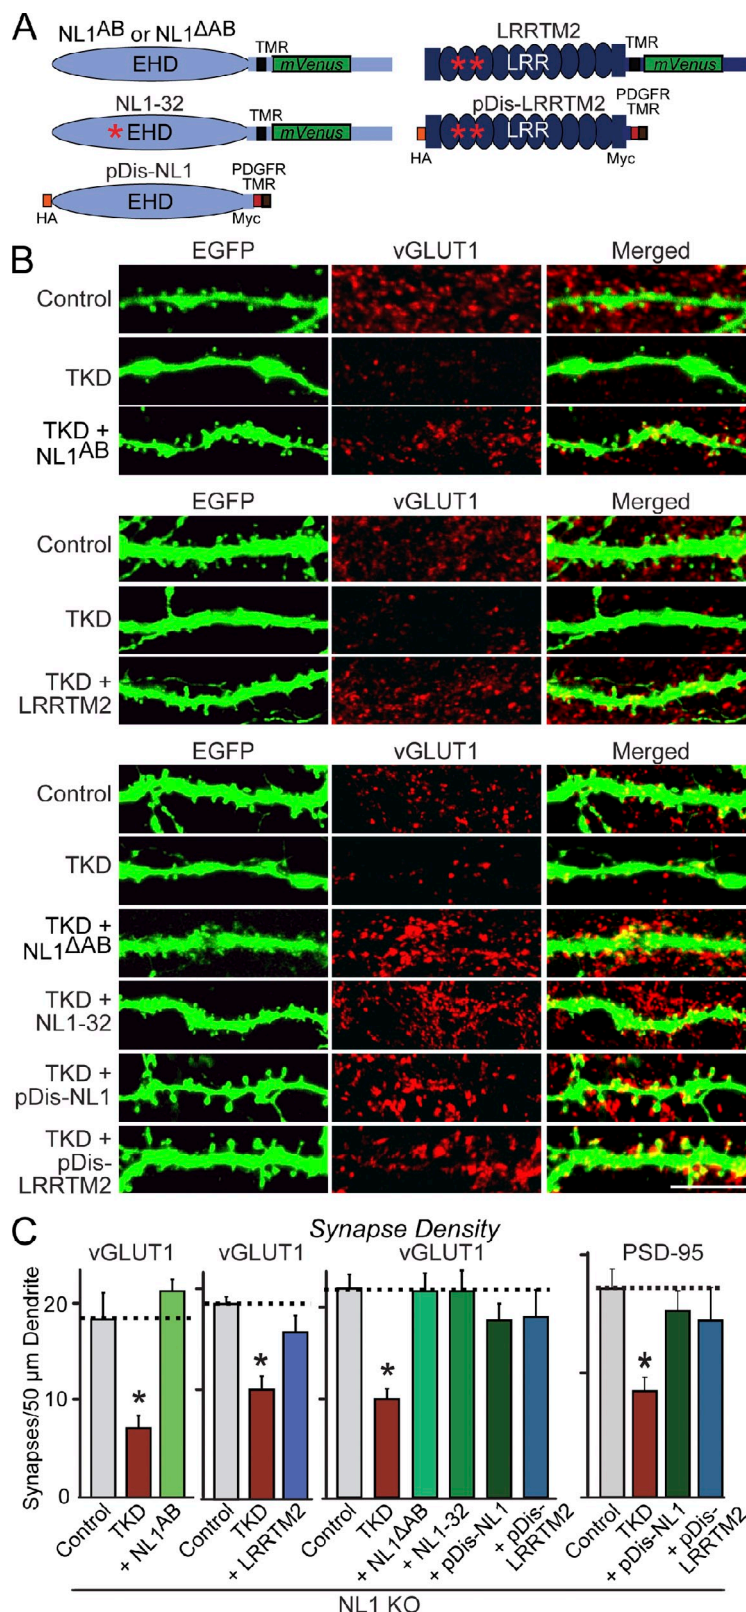 A
NL1AB or NL1ΔAB
TMR
EHD
mVenus
LRRTM2
TMR
LRR
mVenus
NL1-32
TMR
* EHD
mVenus
pDis-LRRTM2
PDGFR
TMR
** LRR
HA
Myc
pDis-NL1
PDGFR
TMR
EHD
HA
Myc
B
EGFP vGLUT1 Merged
Control
TKD
TKD +
NL1AB
EGFP vGLUT1 Merged
Control
TKD
TKD +
LRRTM2
EGFP vGLUT1 Merged
Control
TKD
TKD +
NL1ΔAB
TKD +
NL1-32
TKD +
pDis-NL1
TKD +
pDis-
LRRTM2
C
Synapse Density
vGLUT1 vGLUT1 vGLUT1 PSD-95
Synapses/50 µm Dendrite
20
10
0
* * * *
Control
TKD
+ NL1AB
Control
TKD
+ LRRTM2
Control
TKD
+ NL1ΔAB
+ NL1-32
+ pDis-NL1
+ pDis-
LRRTM2
Control
TKD
+ pDis-NL1
+ pDis-
LRRTM2
NL1 KO